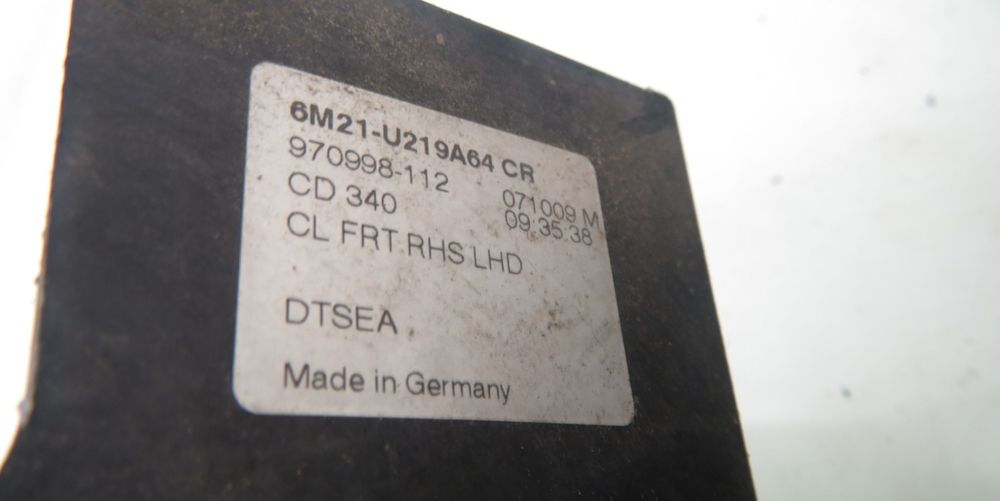 6M21-U219A64 CR
970998-112 071009 M
CD 340 09:35:38
CL FRT RHS LHD
DTSEA
Made in Germany